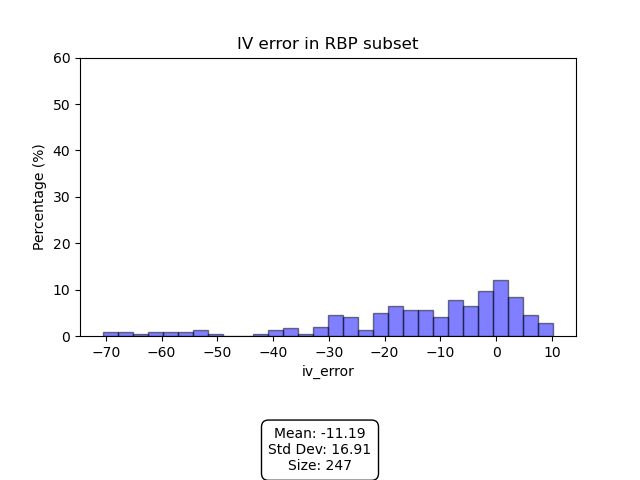 IV error in RBP subset
60
50
40
30
20
10
0
Percentage (%)
−70 −60 −50 −40 −30 −20 −10 0 10
iv_error
Mean: -11.19
Std Dev: 16.91
Size: 247